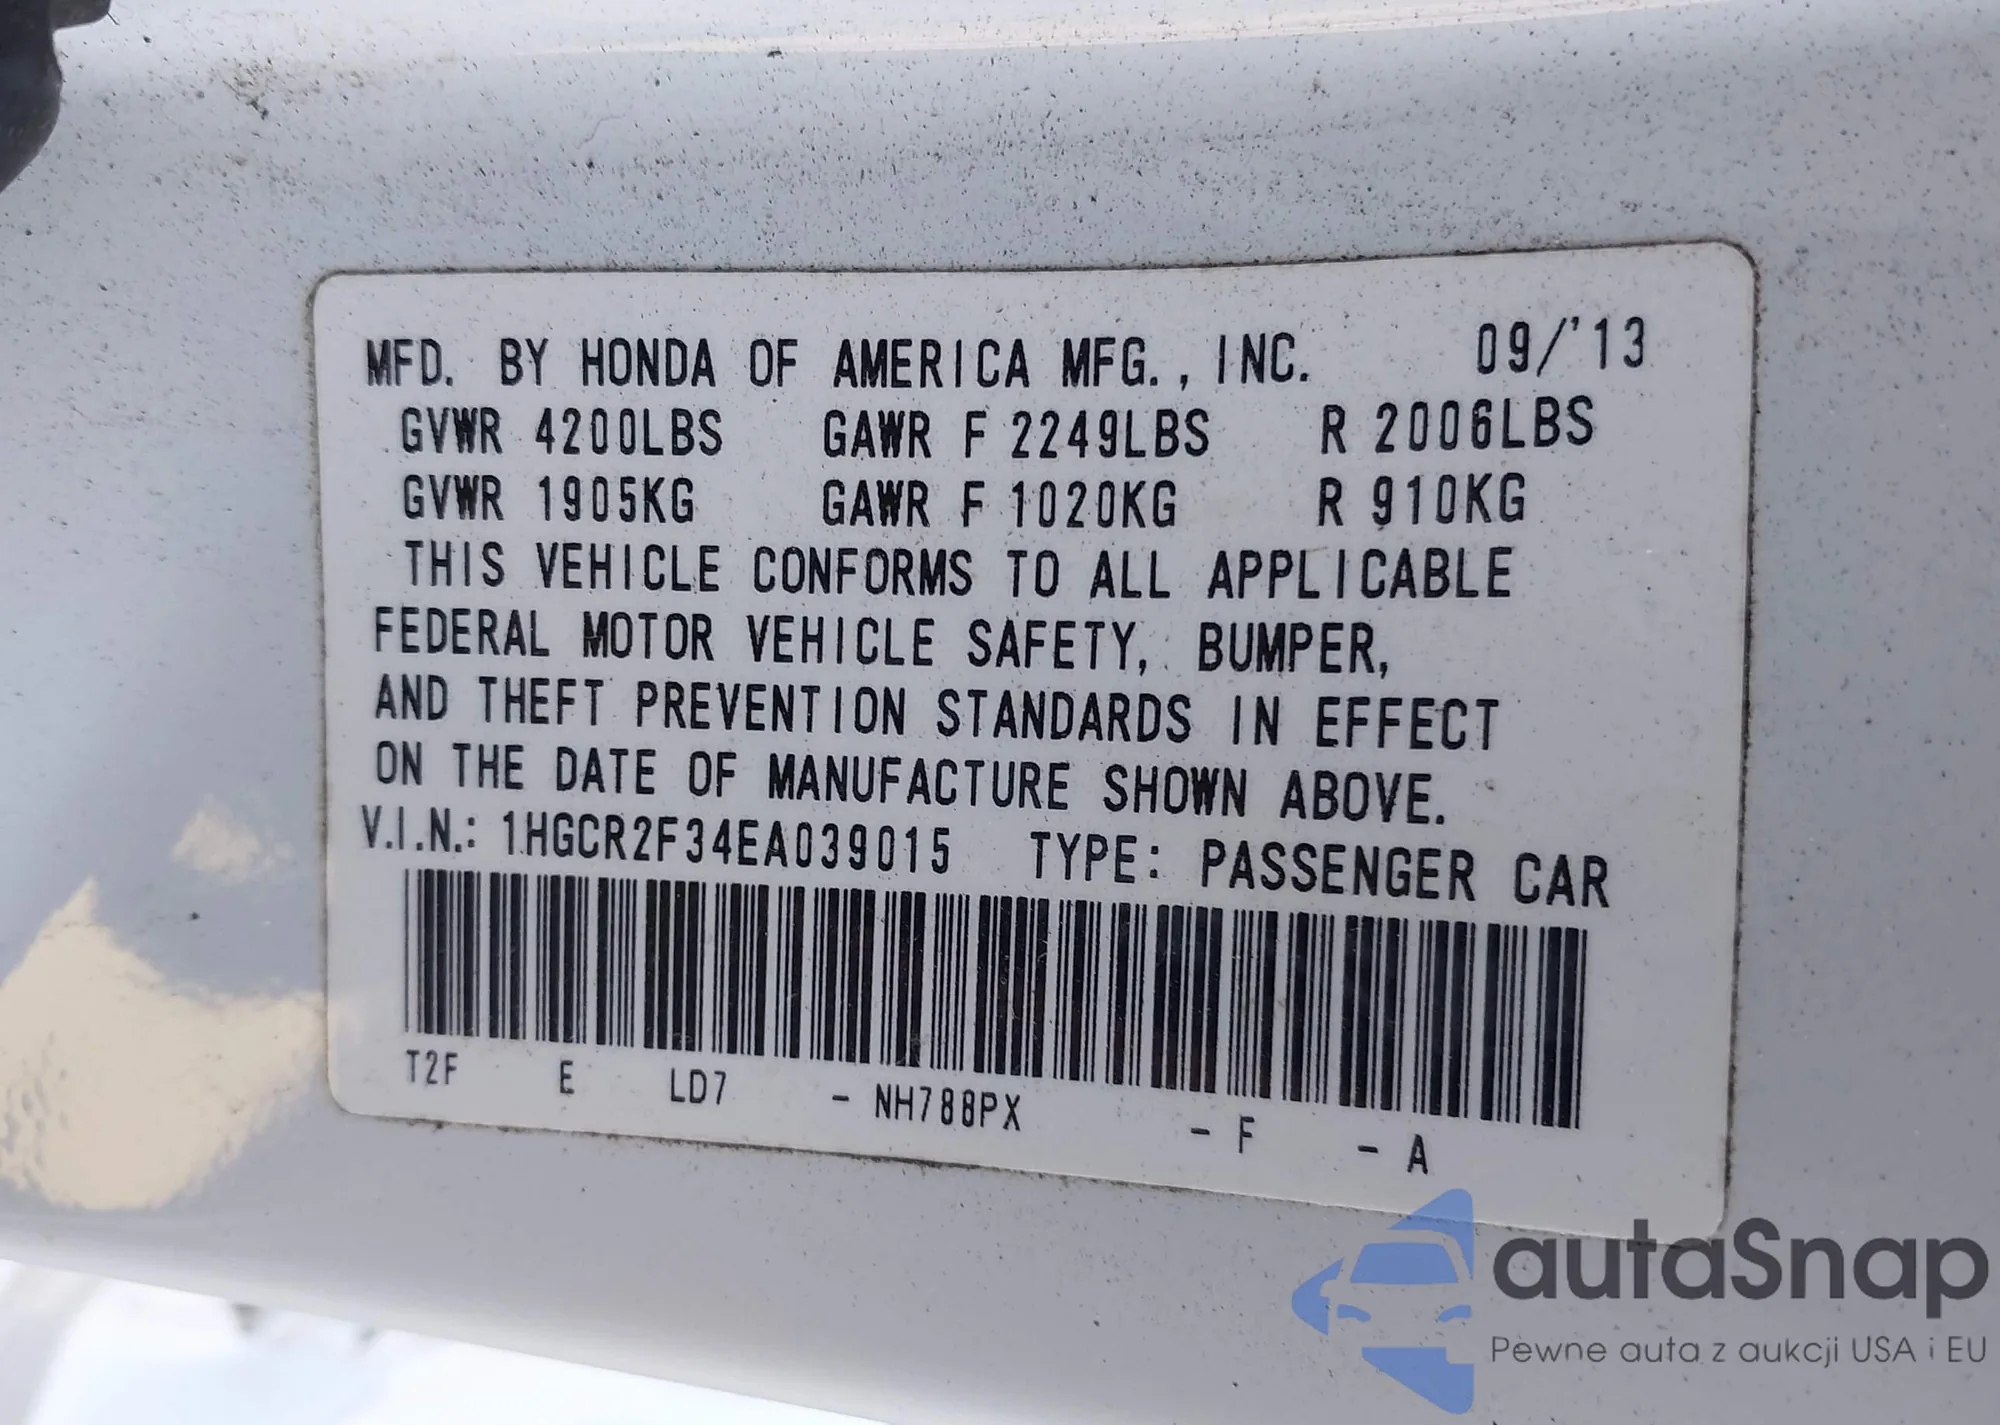 MFD. BY HONDA OF AMERICA MFG., INC. 09/'13
GVWR 4200LBS GAWR F 2249LBS R 2006LBS
GVWR 1905KG GAWR F 1020KG R 910KG
THIS VEHICLE CONFORMS TO ALL APPLICABLE
FEDERAL MOTOR VEHICLE SAFETY, BUMPER,
AND THEFT PREVENTION STANDARDS IN EFFECT
ON THE DATE OF MANUFACTURE SHOWN ABOVE.
V.I.N.: 1HGCR2F34EA039015 TYPE: PASSENGER CAR
T2F E LD7 - NH788PX - F - A
autaSnap
Pewne auta z aukcji USA i EU